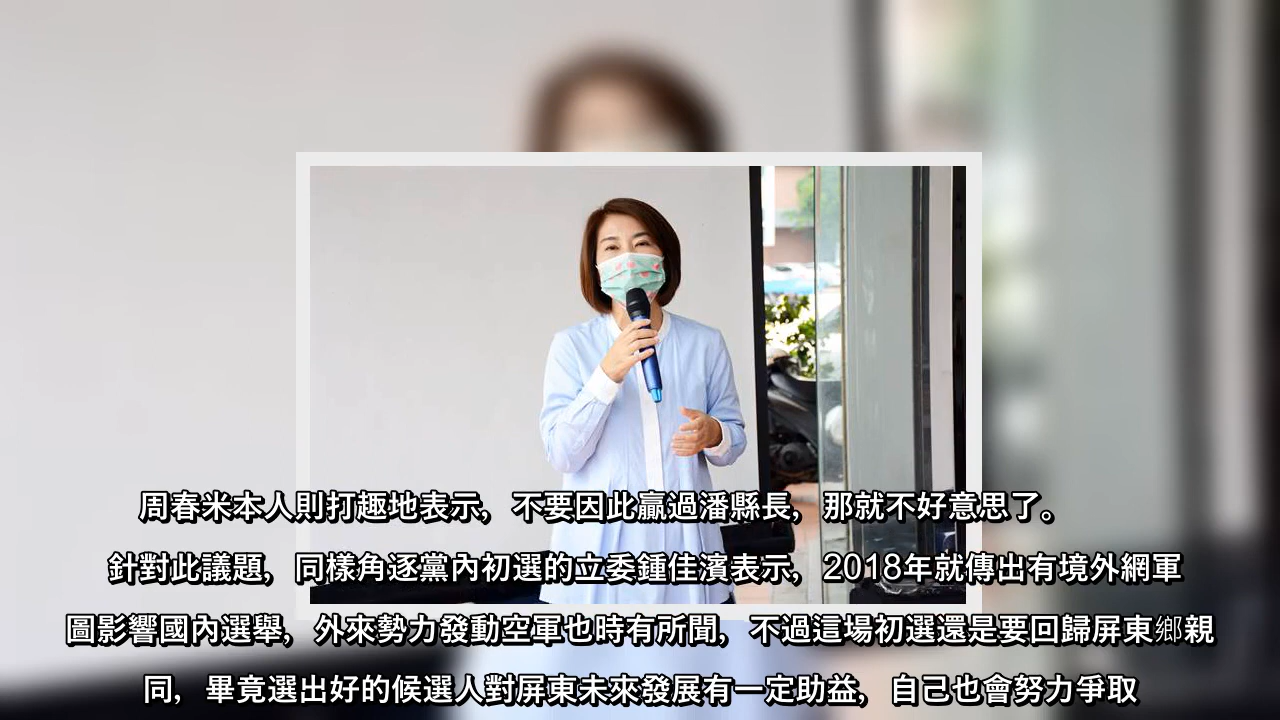 周春米本人則打趣地表示，不要因此贏過潘縣長，那就不好意思了。
針對此議題，同樣角逐黨內初選的立委鍾佳濱表示，2018年就傳出有境外網軍
圖影響國內選舉，外來勢力發動空軍也時有所聞，不過這場初選還是要回歸屏東鄉親
同，畢竟選出好的候選人對屏東未來發展有一定助益，自己也會努力爭取